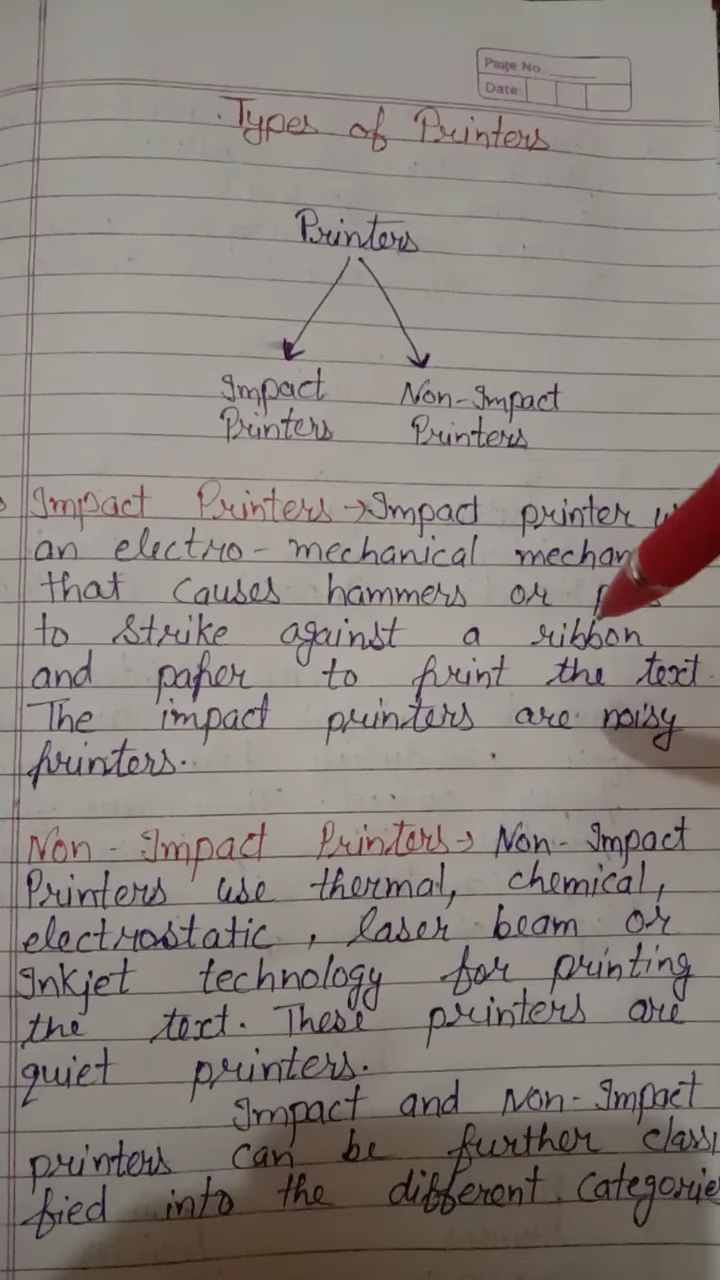 Page No.
Date:
Types of Printers
Printers
Impact Non-Impact
Printers Printers
Impact Printers → Impact printer
an electro-mechanical
that causes hammers or
to strike against a ribbon
and paper to print the text.
The impact printers are noisy
printers.
Non-Impact Printers → Non-Impact
Printers use thermal, chemical,
electrostatic, laser beam or
Inkjet technology for printing
the text. These printers are
quiet printers.
Impact and Non-Impact
printers can be further classi
fied into the different categorie